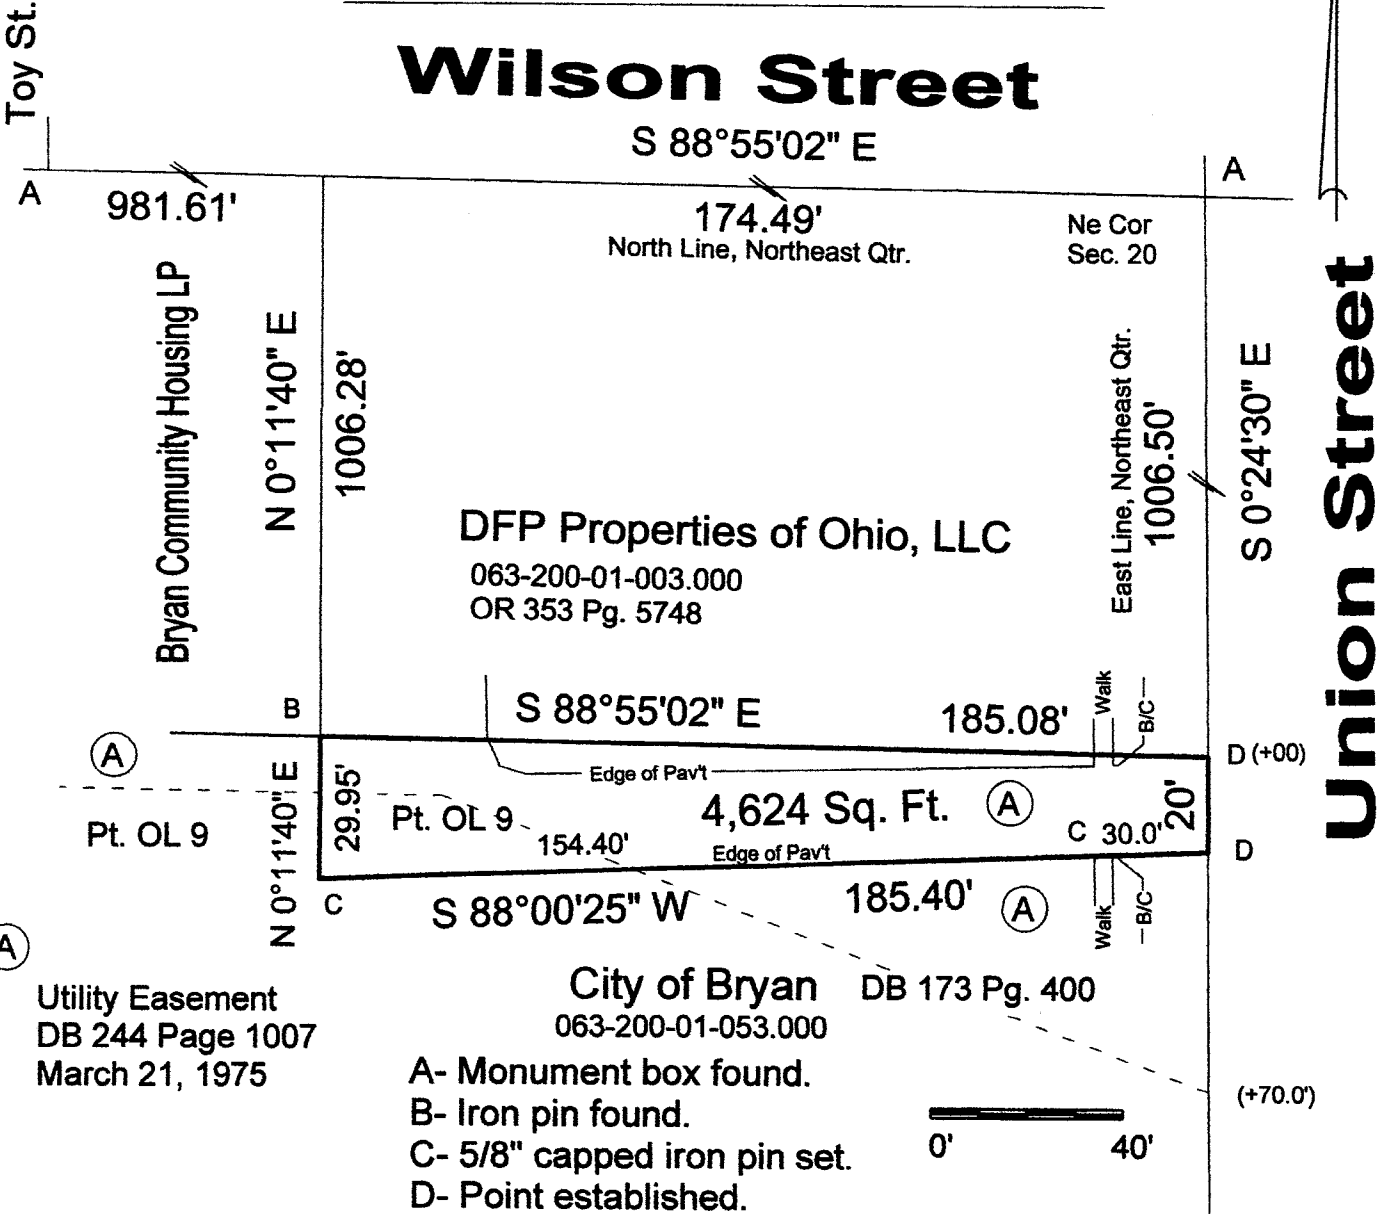 Toy St.
Wilson Street
S 88°55'02" E
A
A
981.61'
174.49'
North Line, Northeast Qtr.
Ne Cor
Sec. 20
Bryan Community Housing LP
N 0°11'40" E
1006.28'
East Line, Northeast Qtr.
1006.50'
S 0°24'30" E
Union Street
DFP Properties of Ohio, LLC
063-200-01-003.000
OR 353 Pg. 5748
B
S 88°55'02" E
185.08'
Walk
B/C
D (+00)
A
Edge of Pav't
N 0°11'40" E
29.95'
Pt. OL 9
Pt. OL 9
4,624 Sq. Ft.
A
20'
154.40'
Edge of Pav't
C 30.0'
D
C
S 88°00'25" W
185.40'
A
Walk
B/C
A
Utility Easement
DB 244 Page 1007
March 21, 1975
City of Bryan
DB 173 Pg. 400
063-200-01-053.000
A- Monument box found.
B- Iron pin found.
C- 5/8" capped iron pin set.
D- Point established.
(+70.0')
0' 40'